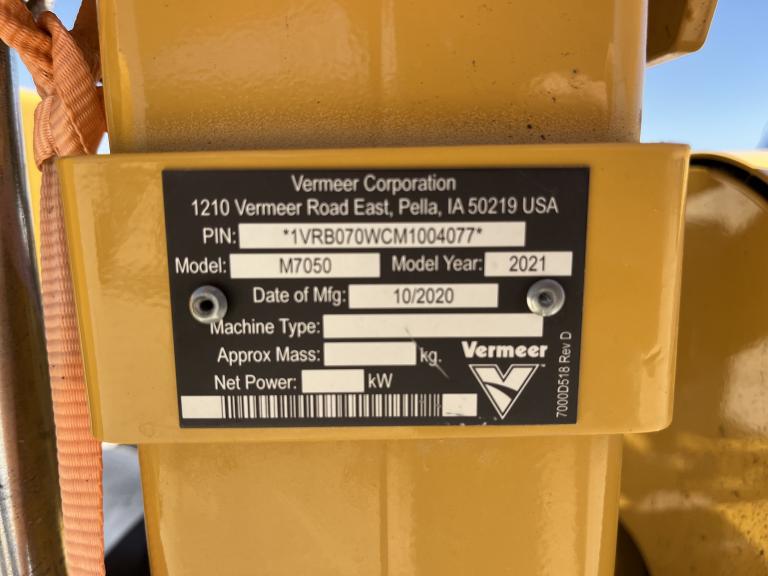 Vermeer Corporation
1210 Vermeer Road East, Pella, IA 50219 USA
PIN: *1VRB070WCM1004077*
Model: M7050 Model Year: 2021
Date of Mfg: 10/2020
Machine Type:
Approx Mass: kg.
Net Power: kW
Vermeer
7000D518 Rev D